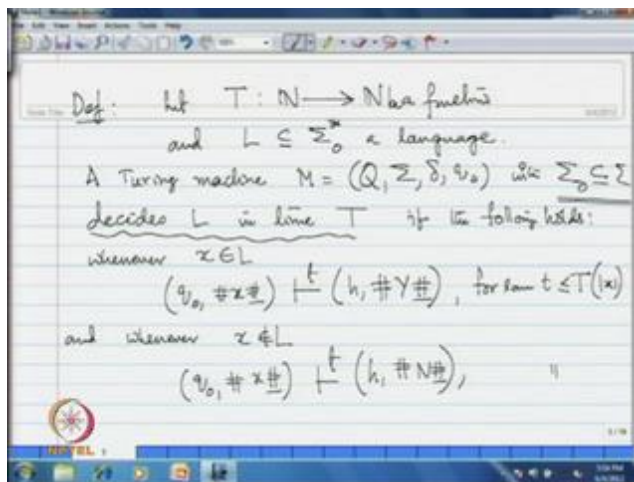 Def: Let T : ℕ → ℕ be a function
and L ⊆ Σ₀* a language.
A Turing machine M = (Q, Σ, δ, q₀) with Σ₀ ⊆ Σ
decides L in time T if the following holds:
whenever x ∈ L
(q₀, #x#) ⊢ᵗ (h, #Y#), for some t ≤ T(|x|)
and whenever x ∉ L
(q₀, #x#) ⊢ᵗ (h, #N#), "
NPTEL